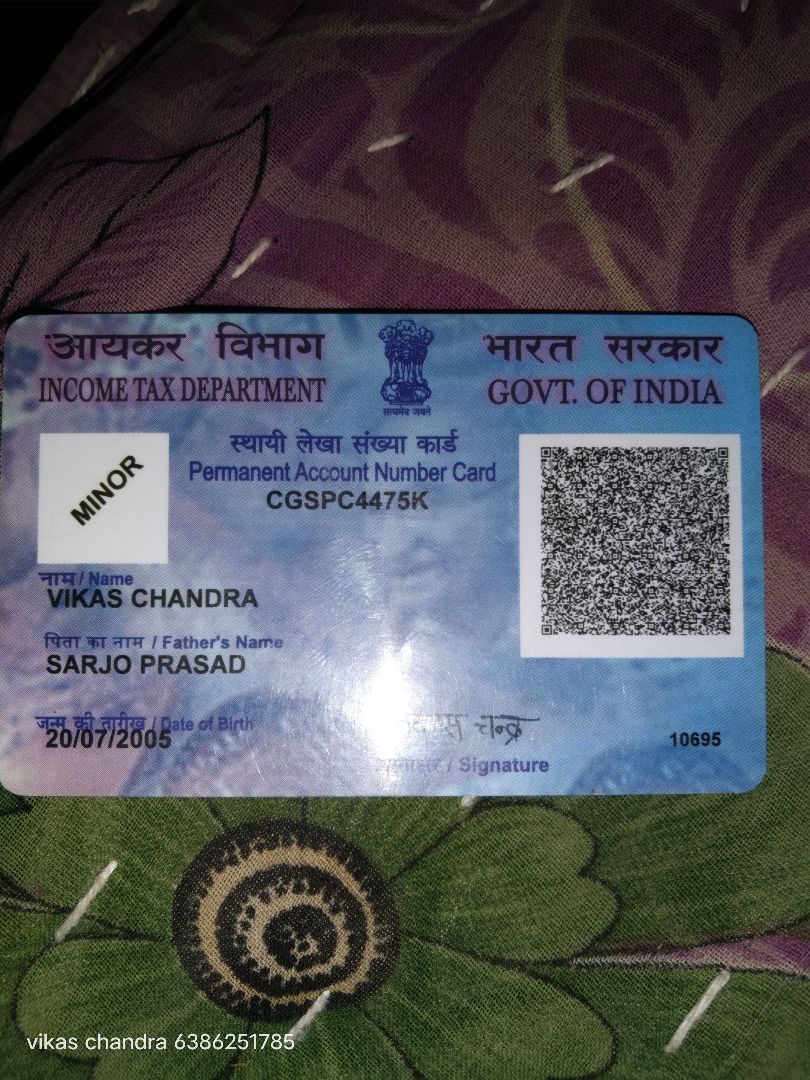 आयकर विभाग
INCOME TAX DEPARTMENT
सत्यमेव जयते
भारत सरकार
GOVT. OF INDIA
स्थायी लेखा संख्या कार्ड
Permanent Account Number Card
CGSPC4475K
MINOR
नाम / Name
VIKAS CHANDRA
पिता का नाम / Father's Name
SARJO PRASAD
जन्म की तारीख / Date of Birth
20/07/2005
चन्द्र
/ Signature
10695
vikas chandra 6386251785